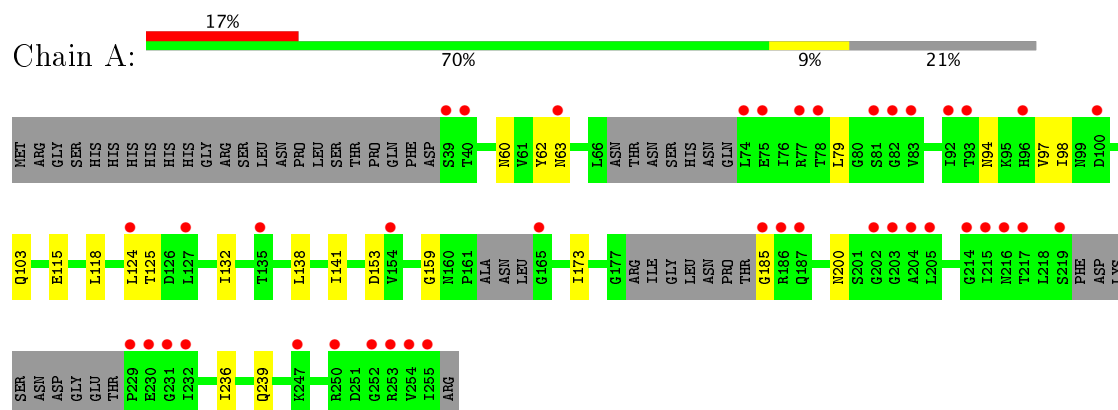 17%
Chain A:
70% 9% 21%
MET ARG GLY SER HIS HIS HIS HIS HIS HIS GLY ARG SER LEU ASN PRO LEU SER THR PRO GLN PHE ASP S39 T40 N60 V61 Y62 N63 L66 ASN THR ASN SER HIS ASN GLN L74 E75 T76 R77 T78 L79 G80 S81 G82 V83 I92 T93 N94 K95 H96 V97 I98 N99 D100
Q103 E115 L118 L124 T125 D126 L127 I132 T135 L138 I141 D153 V154 G159 N160 P161 ALA ASN LEU G165 I173 G177 ARG ILE GLY LEU ASN PRO THR G185 R186 Q187 N200 S201 G202 G203 A204 L205 G214 I215 N216 T217 L218 S219 PHE ASP LYS
SER ASN ASP GLY GLU THR P229 E230 G231 I232 I236 Q239 K247 R250 D251 G252 R253 V254 I255 ARG